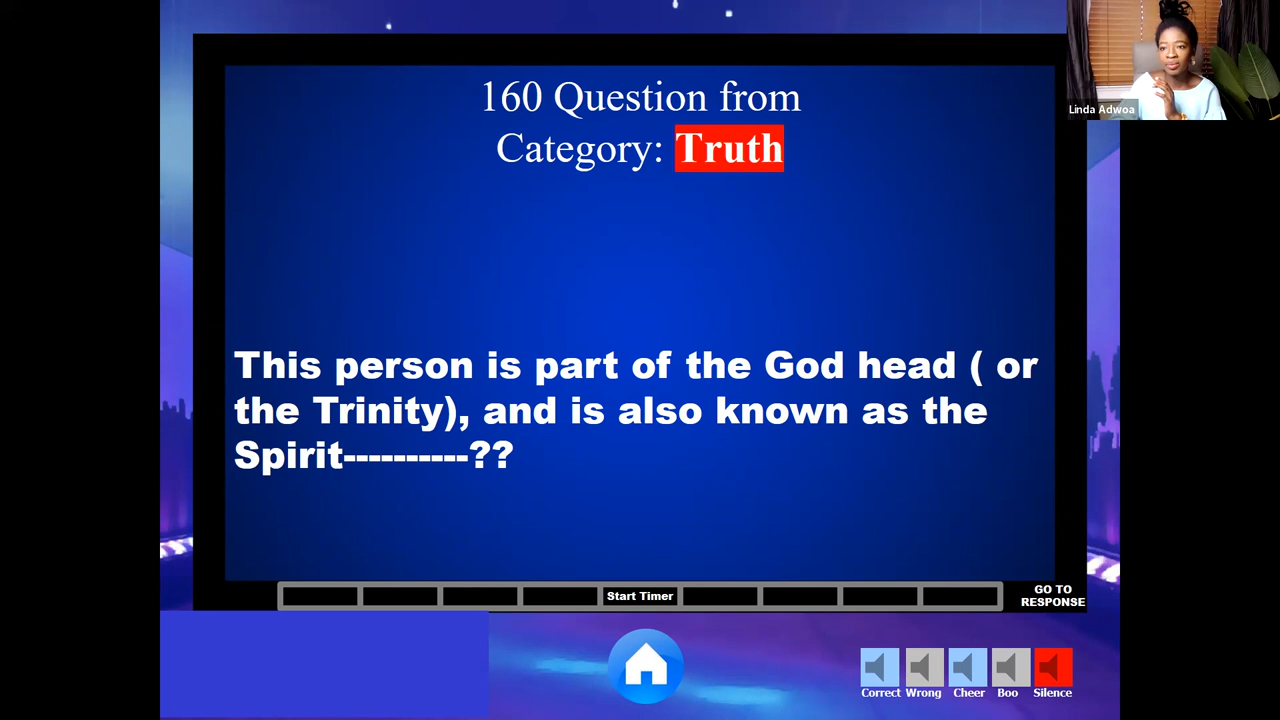 160 Question from
Category: Truth
Linda Adwoa
This person is part of the God head ( or
the Trinity), and is also known as the
Spirit----------??
Start Timer
GO TO
RESPONSE
Correct Wrong Cheer Boo Silence